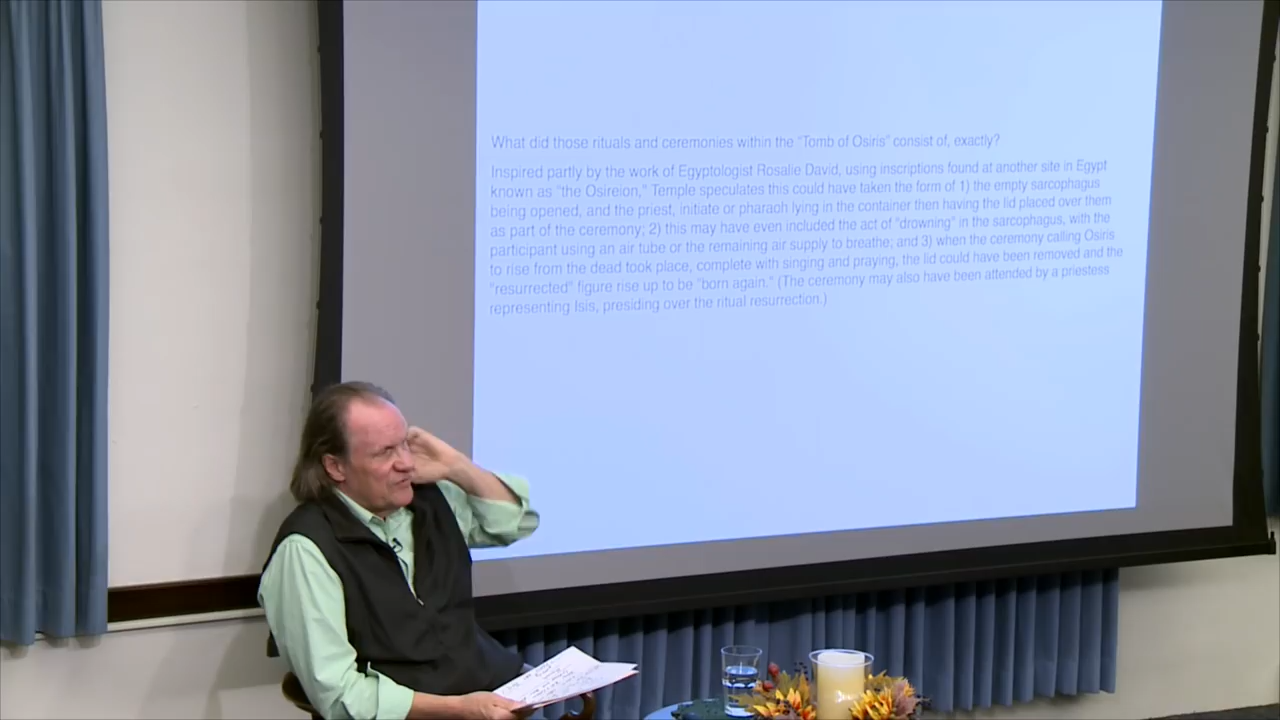 What did those rituals and ceremonies within the "Tomb of Osiris" consist of, exactly?
Inspired partly by the work of Egyptologist Rosalie David, using inscriptions found at another site in Egypt
known as "the Osireion," Temple speculates this could have taken the form of 1) the empty sarcophagus
being opened, and the priest, initiate or pharaoh lying in the container then having the lid placed over them
as part of the ceremony; 2) this may have even included the act of "drowning" in the sarcophagus, with the
participant using an air tube or the remaining air supply to breathe; and 3) when the ceremony calling Osiris
to rise from the dead took place, complete with singing and praying, the lid could have been removed and the
"resurrected" figure rise up to be "born again." (The ceremony may also have been attended by a priestess
representing Isis, presiding over the ritual resurrection.)